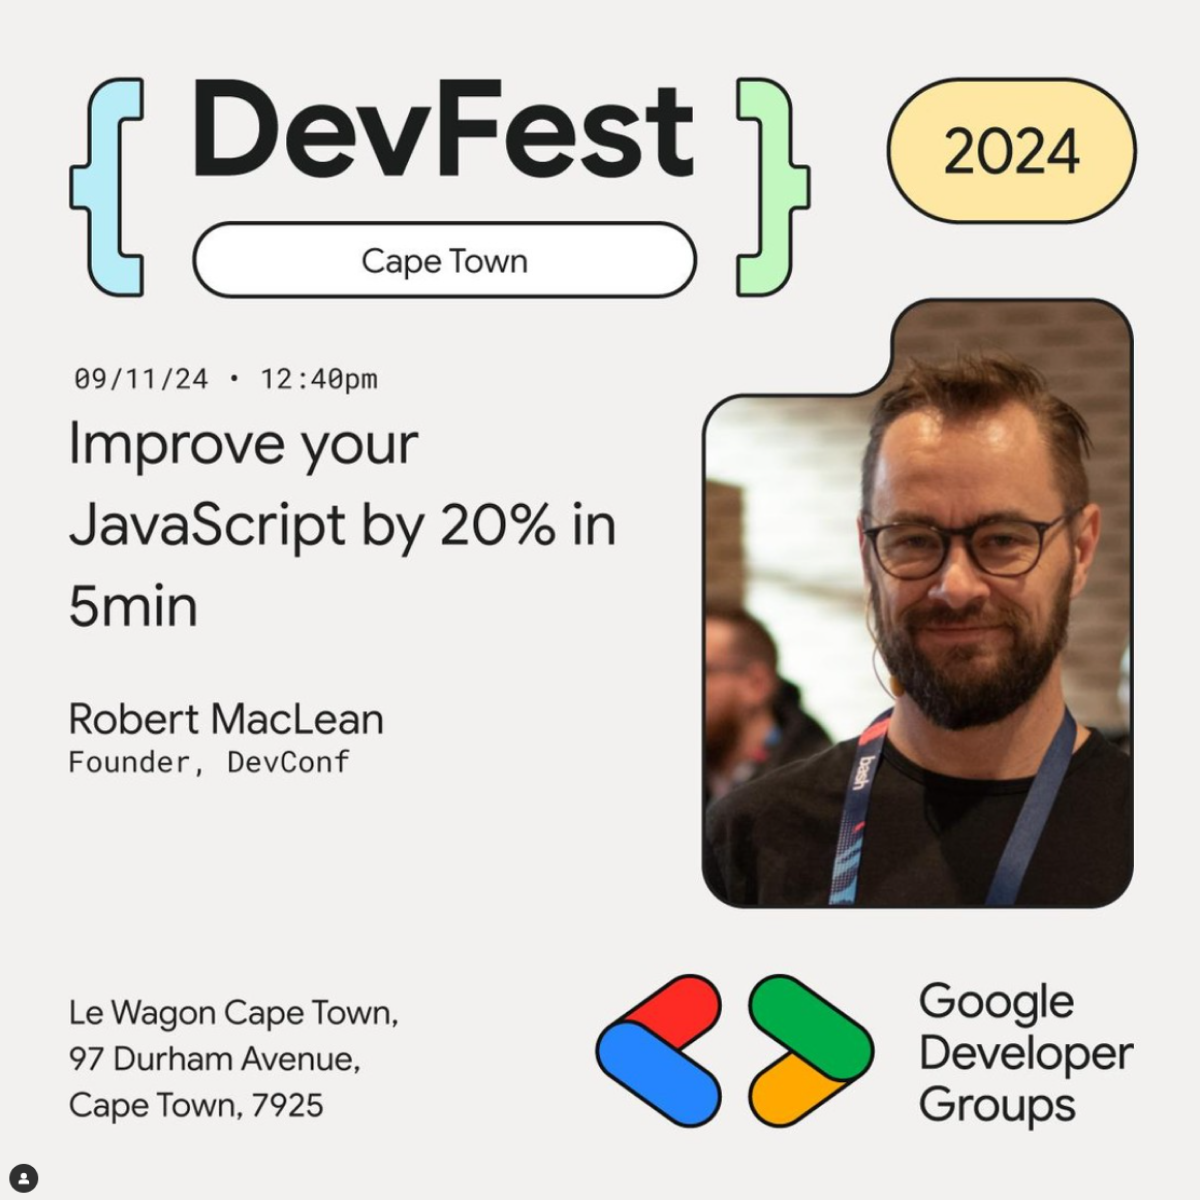 DevFest
Cape Town
2024
09/11/24 • 12:40pm
Improve your
JavaScript by 20% in
5min
Robert MacLean
Founder, DevConf
bash
Le Wagon Cape Town,
97 Durham Avenue,
Cape Town, 7925
Google
Developer
Groups